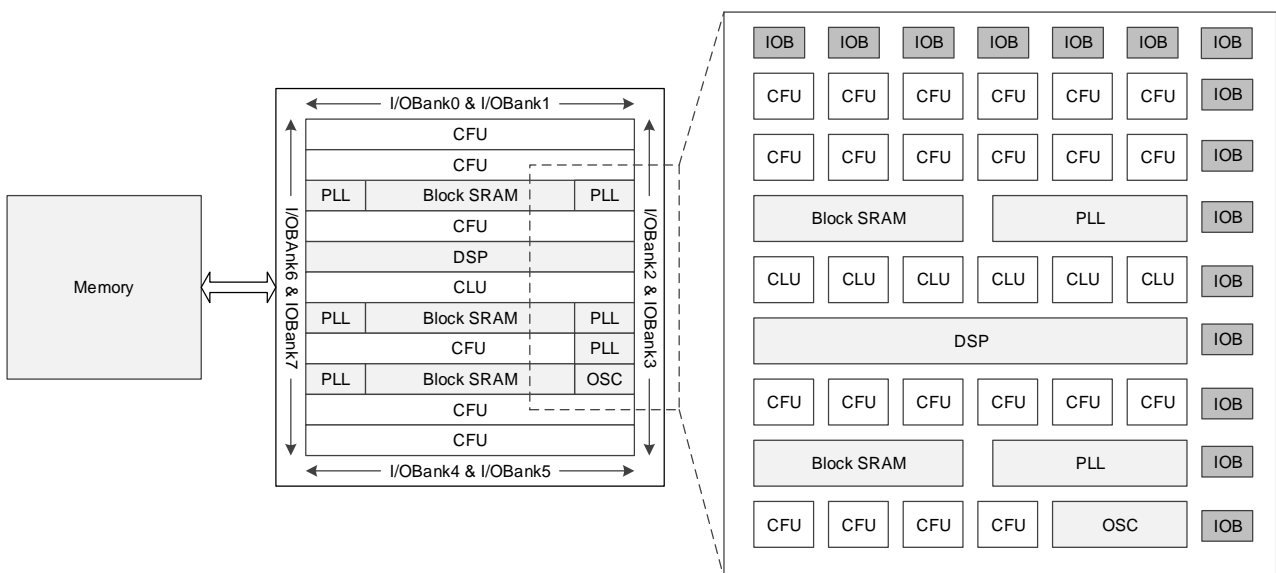 Memory
I/OBank0 & I/OBank1
CFU
CFU
PLL Block SRAM PLL
CFU
DSP
CLU
PLL Block SRAM PLL
CFU PLL
PLL Block SRAM OSC
CFU
CFU
I/OBank4 & I/OBank5
I/OBAnk6 & IOBank7
I/OBank2 & IOBank3
IOB IOB IOB IOB IOB IOB IOB
CFU CFU CFU CFU CFU CFU IOB
CFU CFU CFU CFU CFU CFU IOB
Block SRAM PLL IOB
CLU CLU CLU CLU CLU CLU IOB
DSP IOB
CFU CFU CFU CFU CFU CFU IOB
Block SRAM PLL IOB
CFU CFU CFU CFU OSC IOB